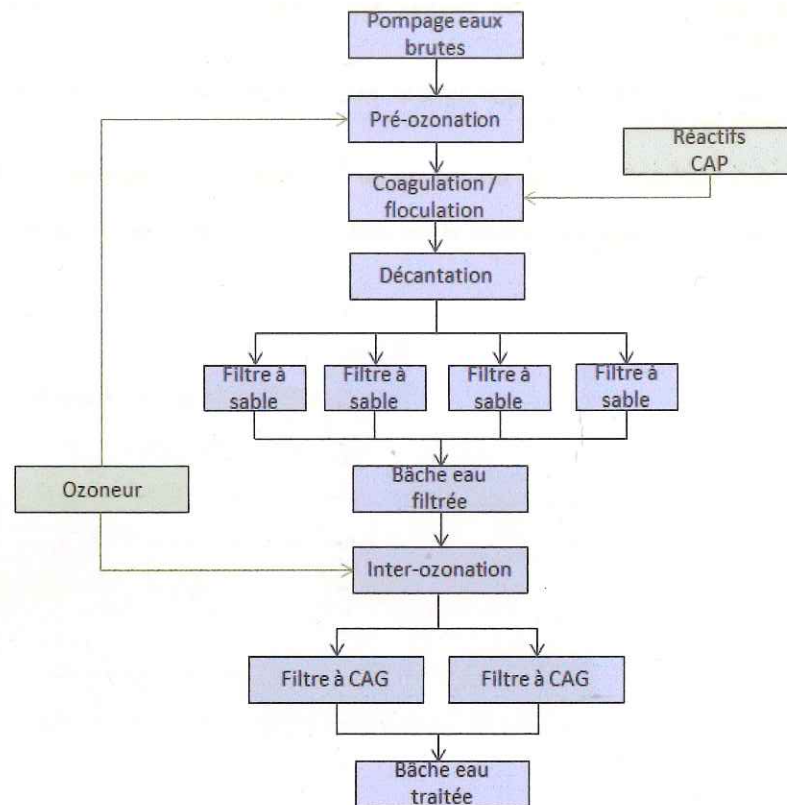 Pompage eaux
brutes
Pré-ozonation
Réactifs
CAP
Coagulation /
floculation
Décantation
Filtre à
sable
Filtre à
sable
Filtre à
sable
Filtre à
sable
Ozoneur
Bâche eau
filtrée
Inter-ozonation
Filtre à CAG
Filtre à CAG
Bâche eau
traitée